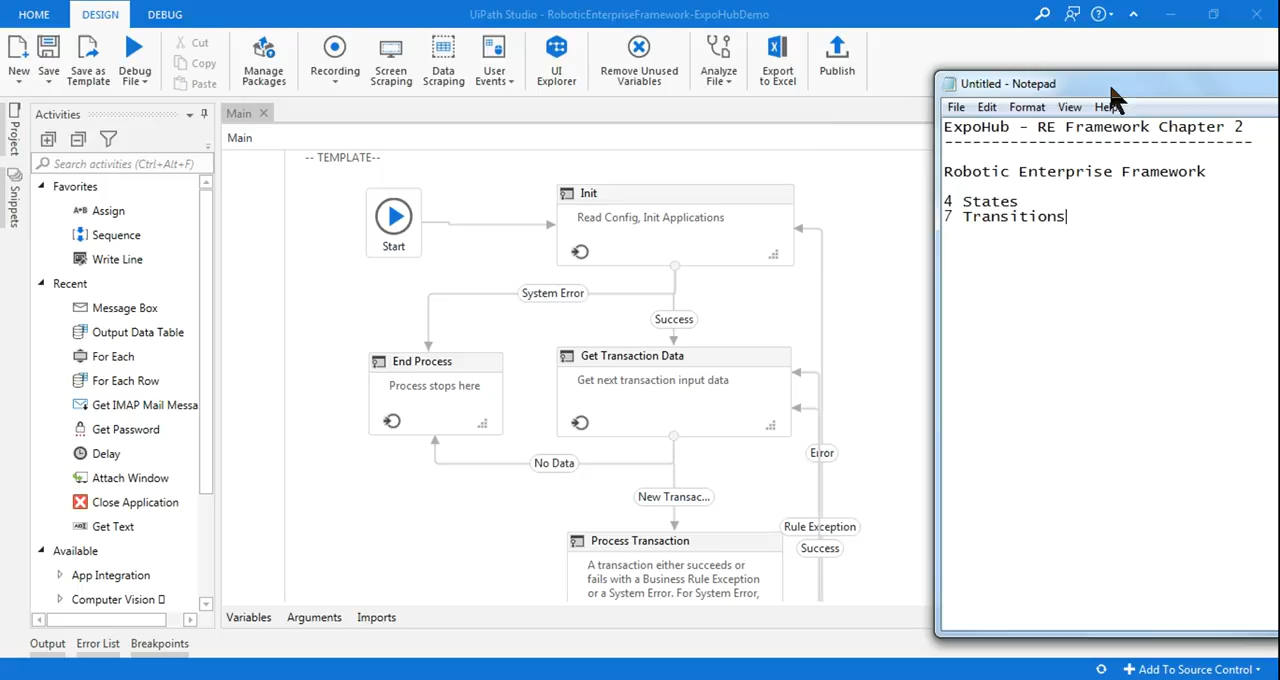 HOME DESIGN DEBUG
UiPath Studio - RoboticEnterpriseFramework-ExpoHubDemo
New
Save
Save as Template
Debug File
Cut
Copy
Paste
Manage Packages
Recording
Screen Scraping
Data Scraping
User Events
UI Explorer
Remove Unused Variables
Analyze File
Export to Excel
Publish
Project
Snippets
Activities
Search activities (Ctrl+Alt+F)
Favorites
A+B Assign
Sequence
Write Line
Recent
Message Box
Output Data Table
For Each
For Each Row
Get IMAP Mail Messa
Get Password
Delay
Attach Window
Close Application
Get Text
Available
App Integration
Computer Vision
Output Error List Breakpoints
Main
Main
-- TEMPLATE--
Start
Init
Read Config, Init Applications
System Error
Success
End Process
Process stops here
Get Transaction Data
Get next transaction input data
No Data
Error
New Transac...
Rule Exception
Success
Process Transaction
A transaction either succeeds or
fails with a Business Rule Exception
or a System Error. For System Error,
Variables Arguments Imports
Untitled - Notepad
File Edit Format View Help
ExpoHub - RE Framework Chapter 2
---------------------------------
Robotic Enterprise Framework
4 States
7 Transitions
Add To Source Control